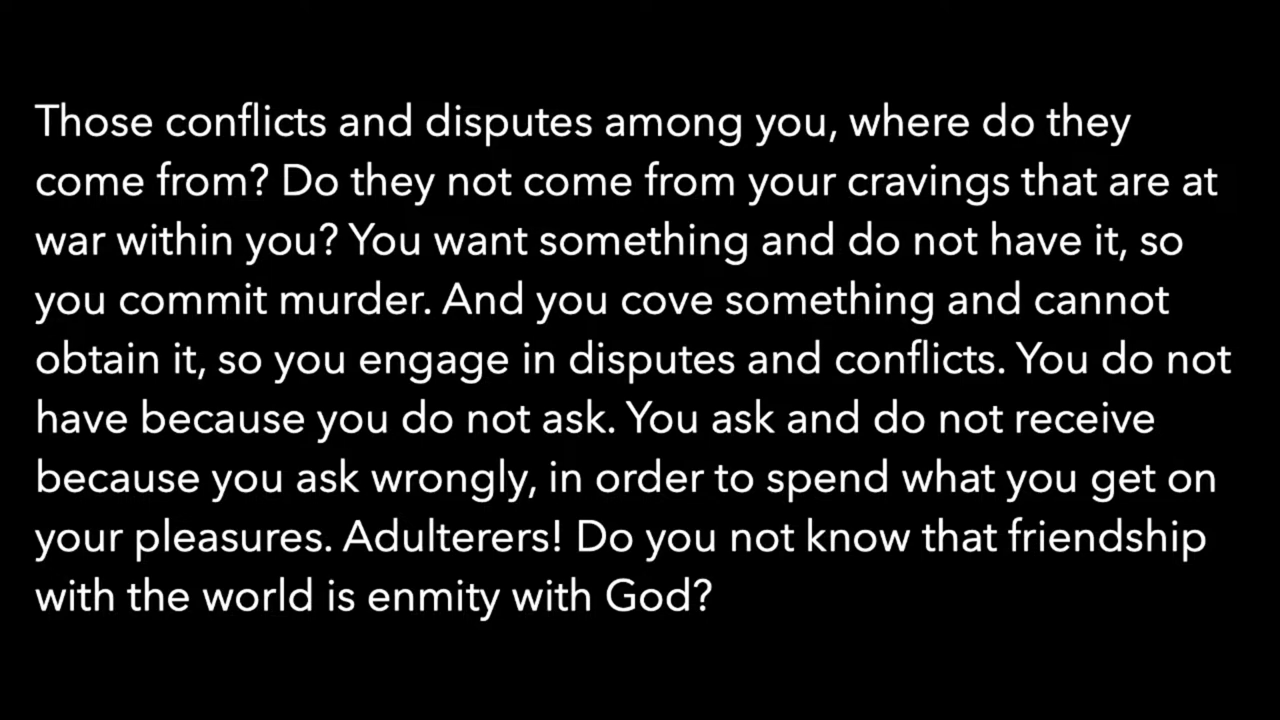 Those conflicts and disputes among you, where do they
come from? Do they not come from your cravings that are at
war within you? You want something and do not have it, so
you commit murder. And you cove something and cannot
obtain it, so you engage in disputes and conflicts. You do not
have because you do not ask. You ask and do not receive
because you ask wrongly, in order to spend what you get on
your pleasures. Adulterers! Do you not know that friendship
with the world is enmity with God?